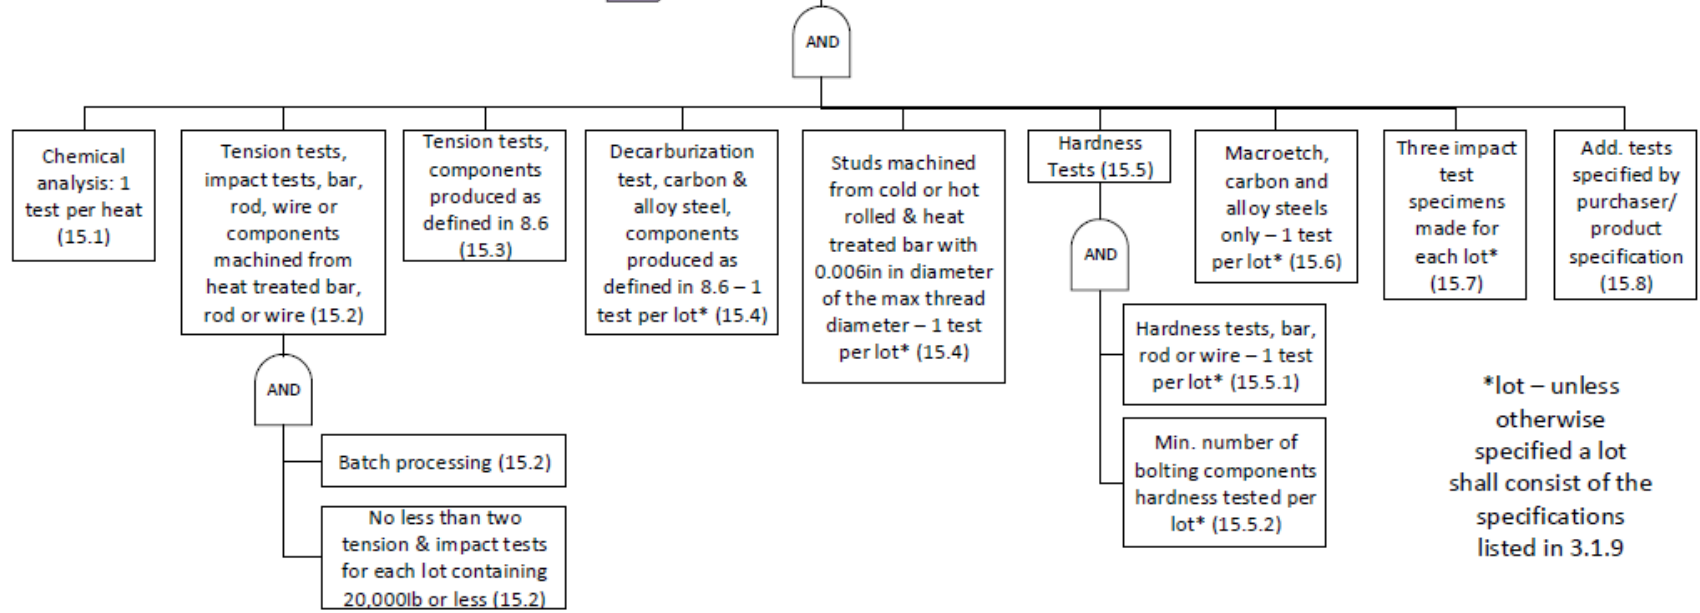 AND
Chemical
analysis: 1
test per heat
(15.1)
Tension tests,
impact tests, bar,
rod, wire or
components
machined from
heat treated bar,
rod or wire (15.2)
Tension tests,
components
produced as
defined in 8.6
(15.3)
Decarburization
test, carbon &
alloy steel,
components
produced as
defined in 8.6 – 1
test per lot* (15.4)
Studs machined
from cold or hot
rolled & heat
treated bar with
0.006in in diameter
of the max thread
diameter – 1 test
per lot* (15.4)
Hardness
Tests (15.5)
Macroetch,
carbon and
alloy steels
only – 1 test
per lot* (15.6)
Three impact
test
specimens
made for
each lot*
(15.7)
Add. tests
specified by
purchaser/
product
specification
(15.8)
AND
Batch processing (15.2)
No less than two
tension & impact tests
for each lot containing
20,000lb or less (15.2)
AND
Hardness tests, bar,
rod or wire – 1 test
per lot* (15.5.1)
Min. number of
bolting components
hardness tested per
lot* (15.5.2)
*lot – unless
otherwise
specified a lot
shall consist of the
specifications
listed in 3.1.9